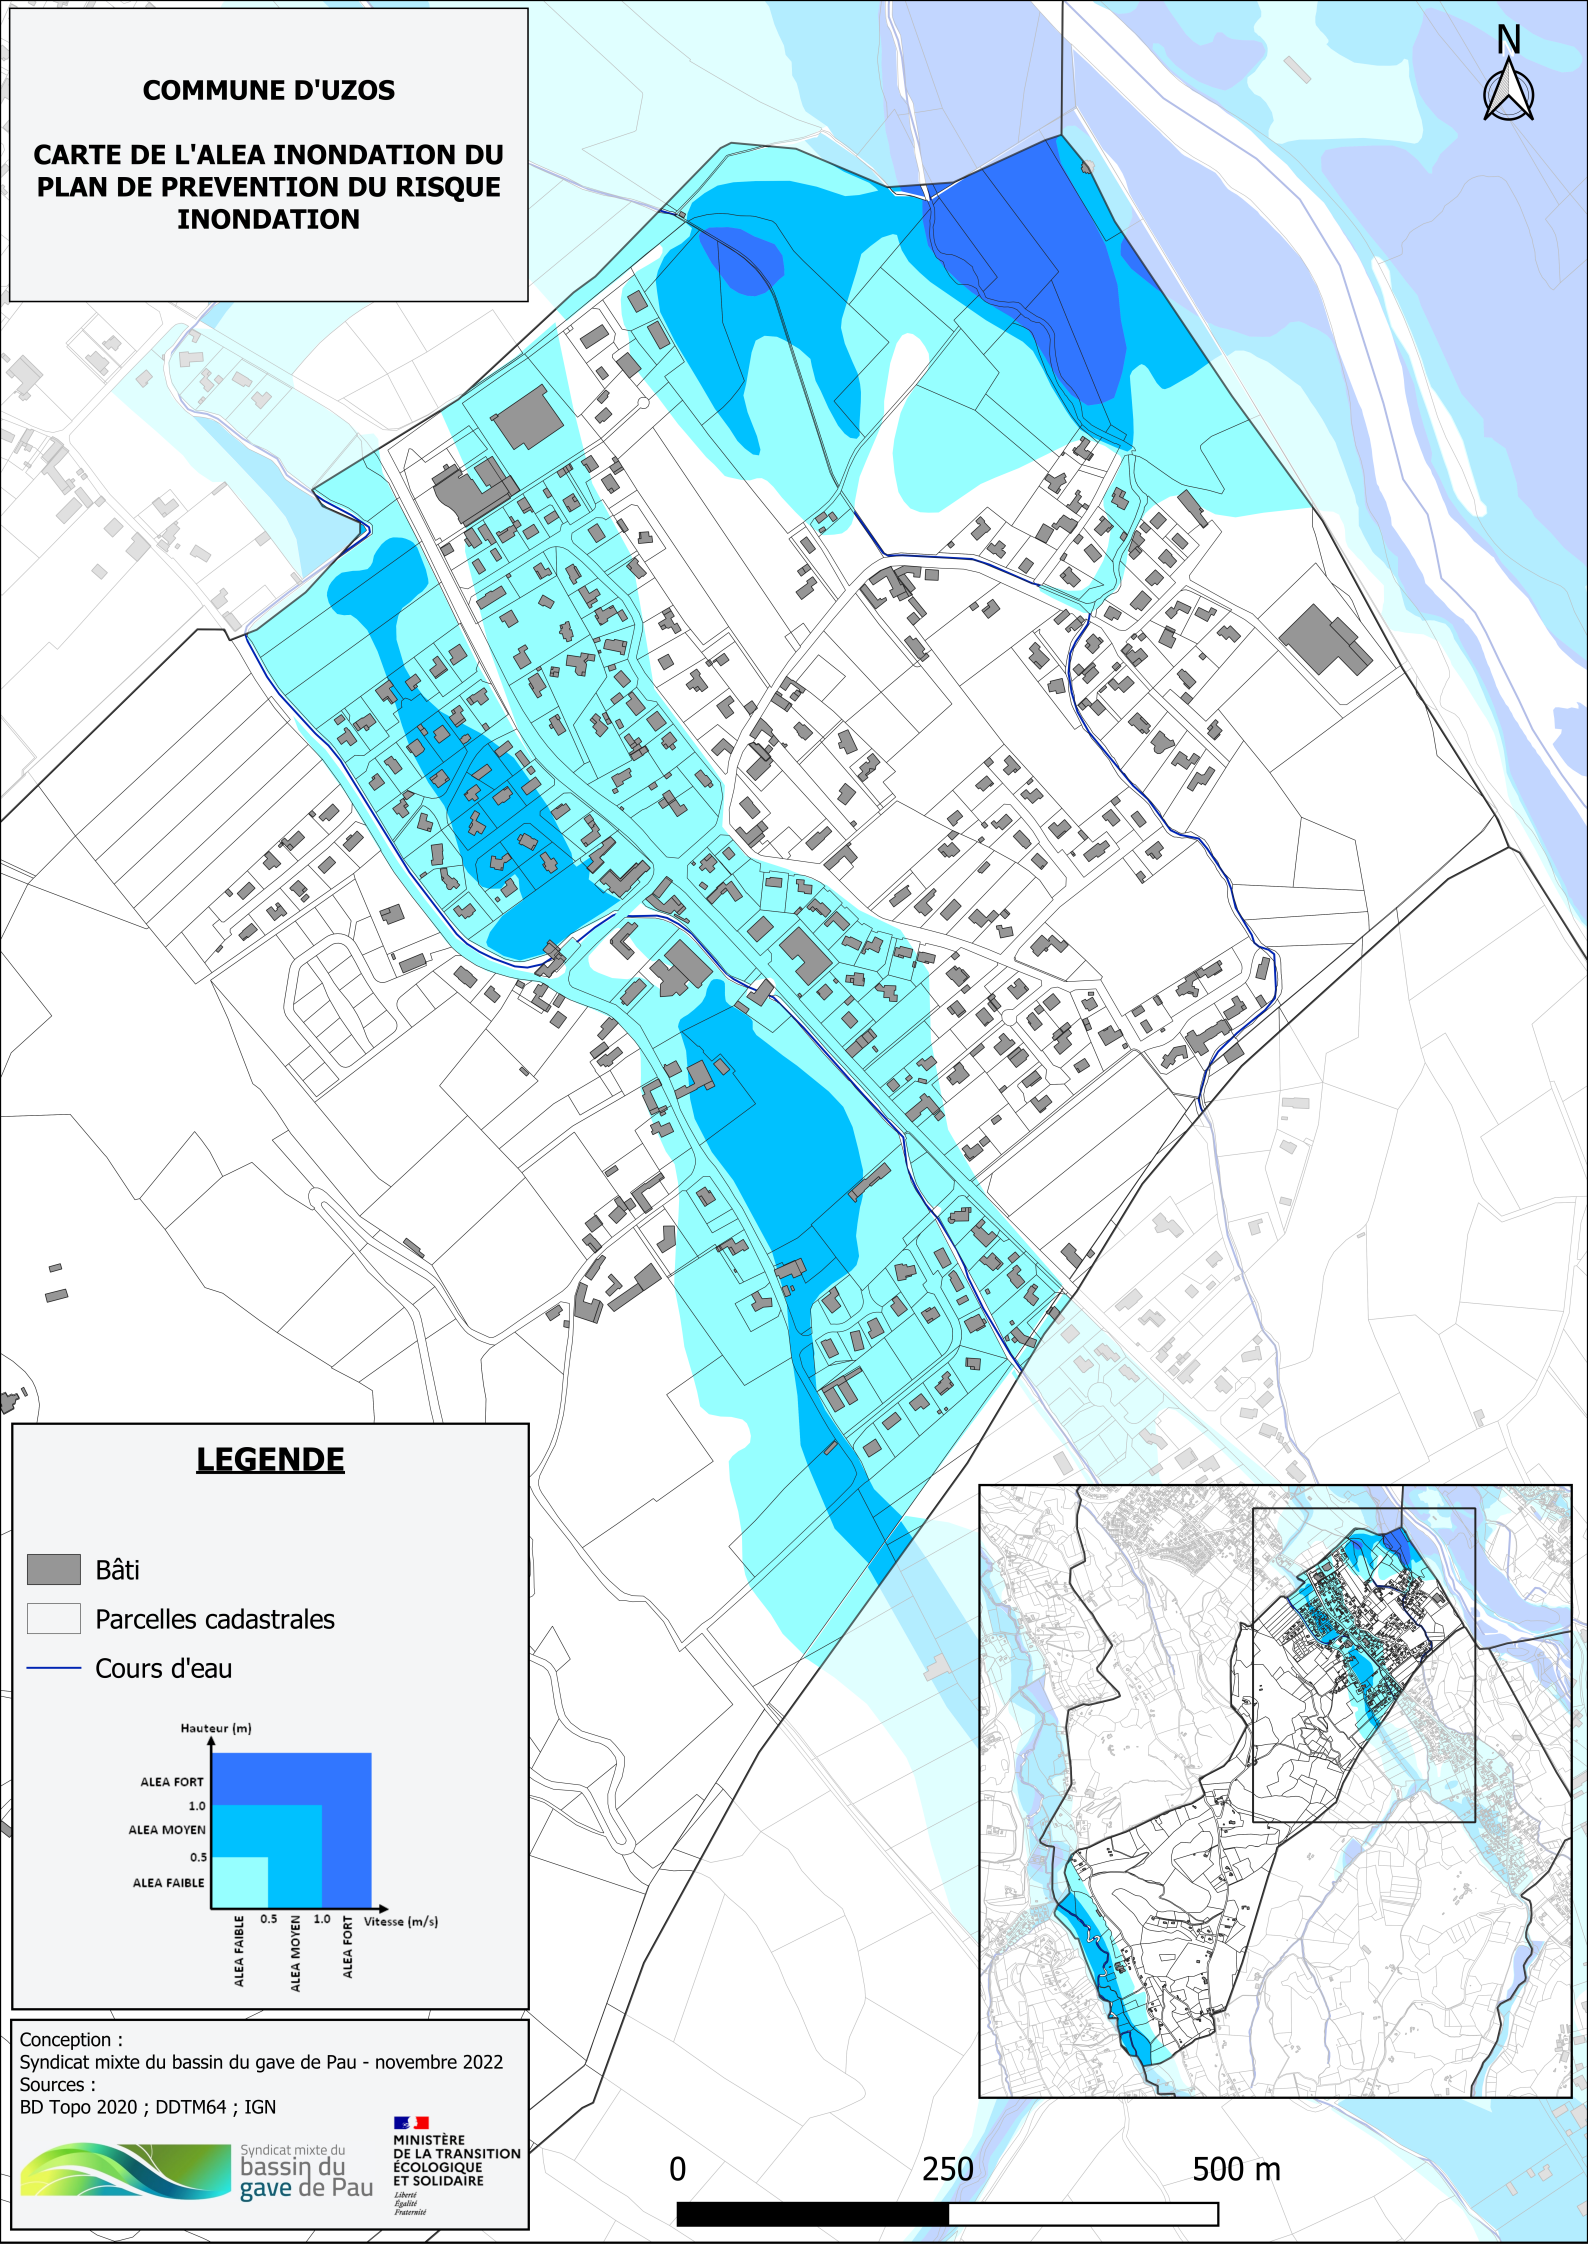 COMMUNE D'UZOS
CARTE DE L'ALEA INONDATION DU
PLAN DE PREVENTION DU RISQUE
INONDATION
N
LEGENDE
Bâti
Parcelles cadastrales
Cours d'eau
Hauteur (m)
ALEA FORT
1.0
ALEA MOYEN
0.5
ALEA FAIBLE
0.5
1.0
Vitesse (m/s)
ALEA FAIBLE
ALEA MOYEN
ALEA FORT
Conception :
Syndicat mixte du bassin du gave de Pau - novembre 2022
Sources :
BD Topo 2020 ; DDTM64 ; IGN
Syndicat mixte du
bassin du
gave de Pau
MINISTÈRE
DE LA TRANSITION
ÉCOLOGIQUE
ET SOLIDAIRE
Liberté
Égalité
Fraternité
0 250 500 m